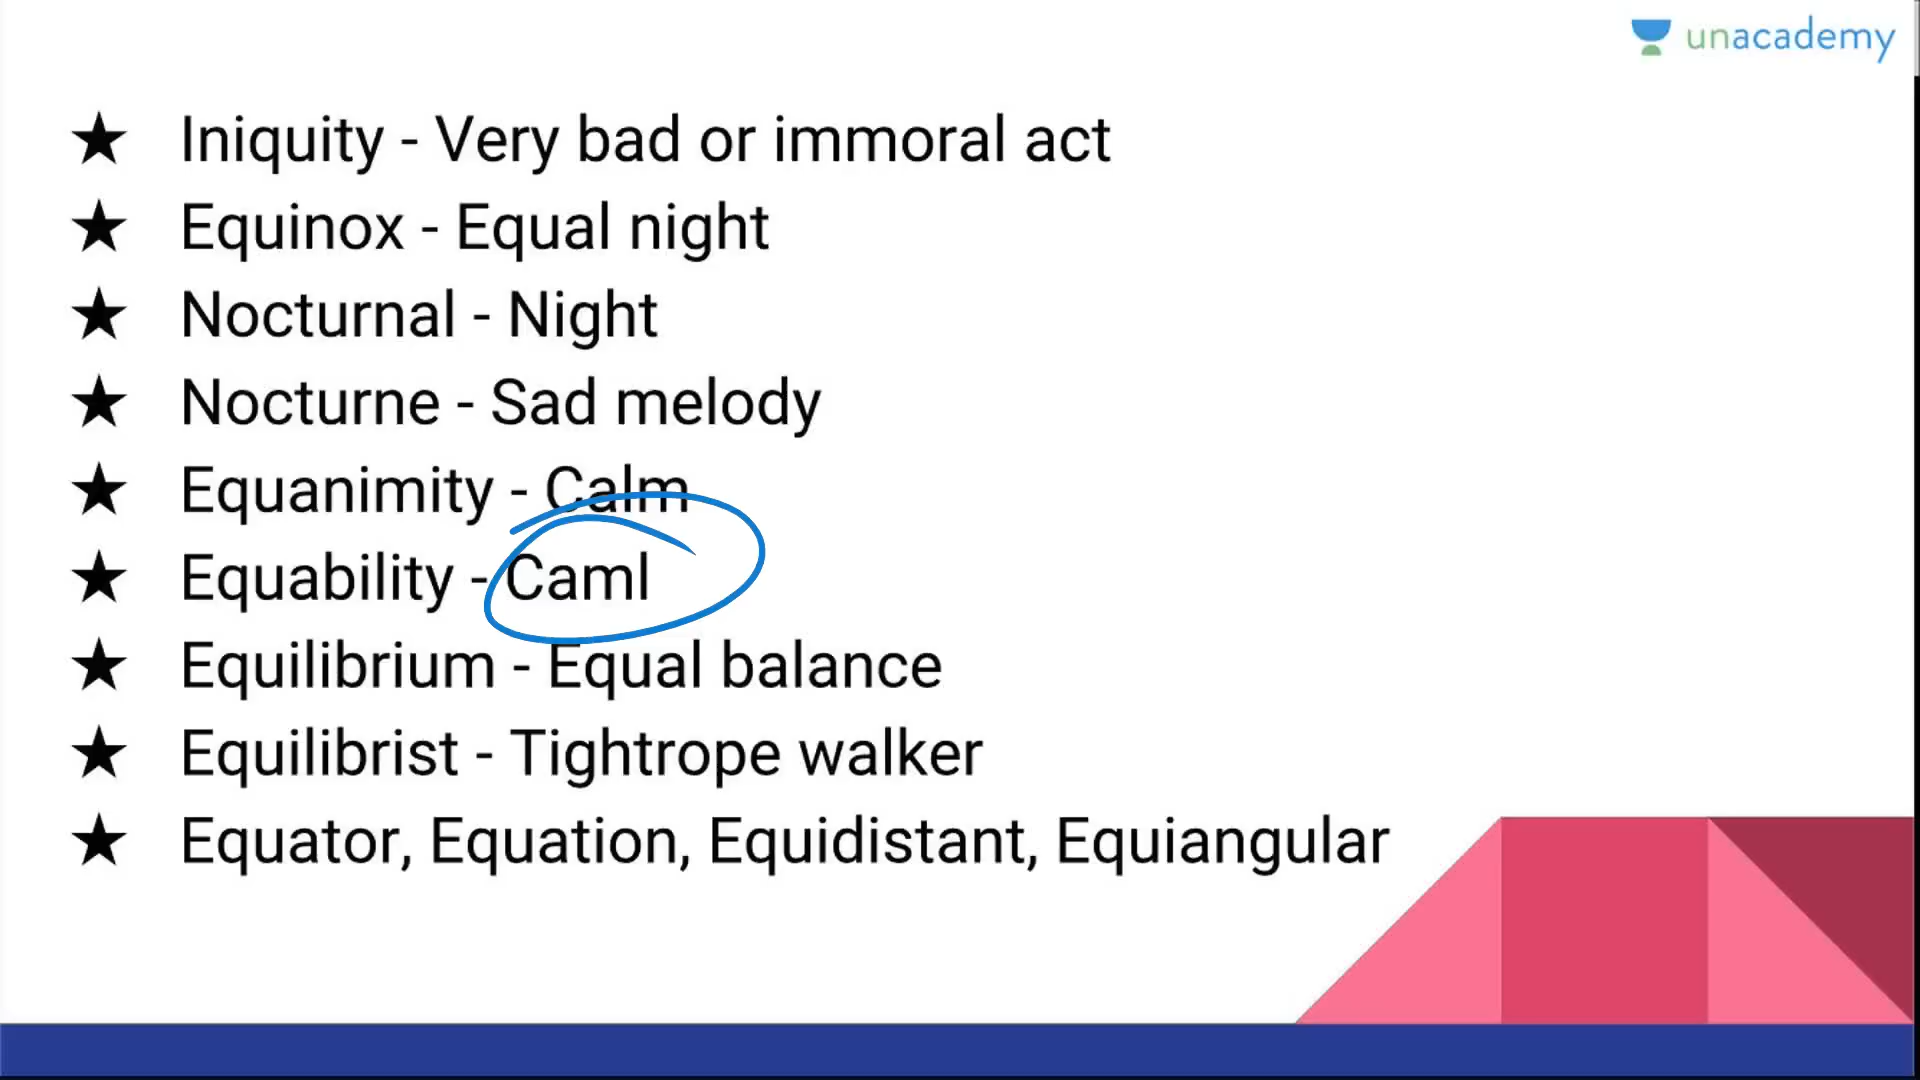 unacademy
★ Iniquity - Very bad or immoral act
★ Equinox - Equal night
★ Nocturnal - Night
★ Nocturne - Sad melody
★ Equanimity - Calm
★ Equability - Caml
★ Equilibrium - Equal balance
★ Equilibrist - Tightrope walker
★ Equator, Equation, Equidistant, Equiangular